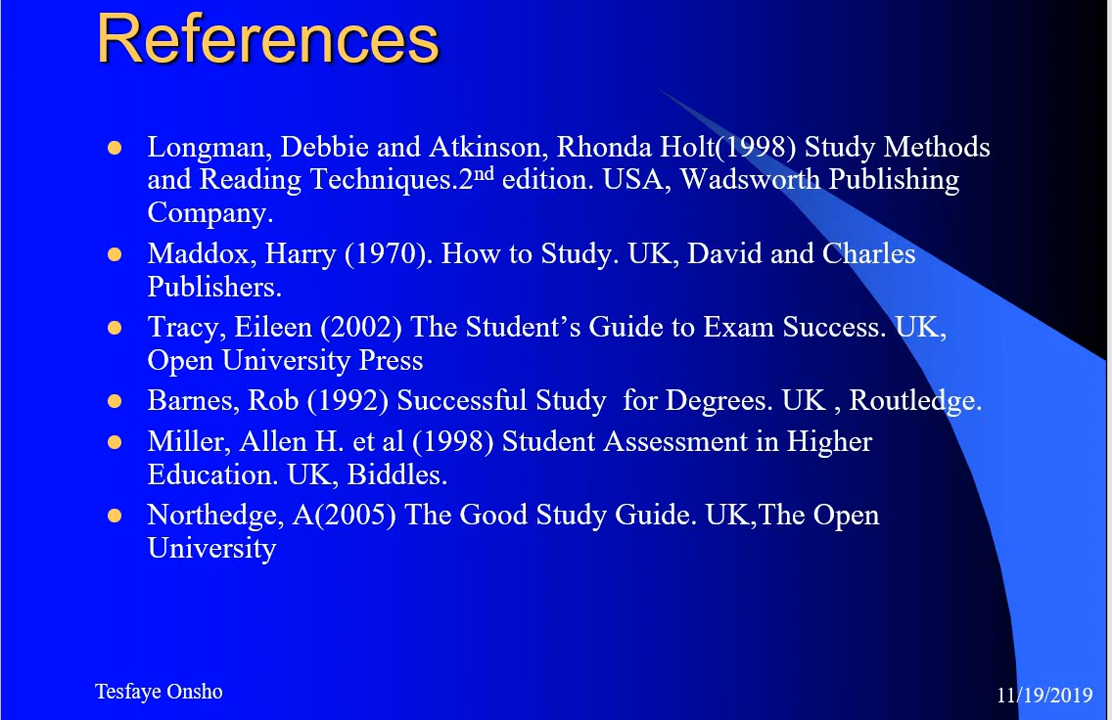 References
Longman, Debbie and Atkinson, Rhonda Holt(1998) Study Methods
and Reading Techniques.2nd edition. USA, Wadsworth Publishing
Company.
Maddox, Harry (1970). How to Study. UK, David and Charles
Publishers.
Tracy, Eileen (2002) The Student’s Guide to Exam Success. UK,
Open University Press
Barnes, Rob (1992) Successful Study  for Degrees. UK , Routledge.
Miller, Allen H. et al (1998) Student Assessment in Higher
Education. UK, Biddles.
Northedge, A(2005) The Good Study Guide. UK,The Open
University
Tesfaye Onsho
11/19/2019